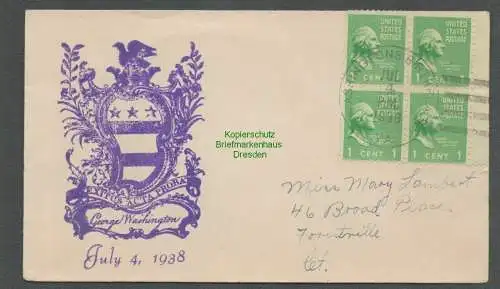 UNITED STATES POSTAGE
1 CENT 1
UNITED STATES POSTAGE
1 CENT 1
UNITED STATES POSTAGE
1 CENT 1
UNITED STATES POSTAGE
1 CENT 1
JUL
Kopierschutz
Briefmarkenhaus
Dresden
EXITUS ACTA PROBAT
George Washington
July 4, 1938
Miss Mary Lambert
46 Broad Place
Forestville
Ct.